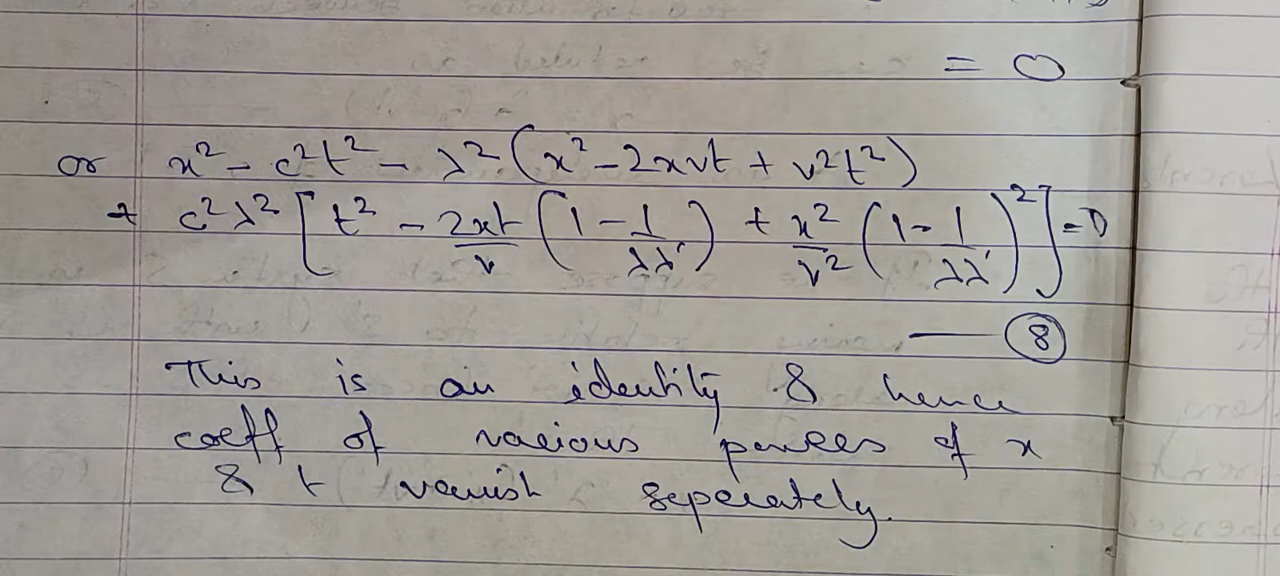 = 0
or x² - c²t² - λ² (x² - 2xvt + v²t²)
+ c²λ² [t² - 2xt/v (1 - 1/λλ') + x²/v² (1 - 1/λλ')²] = 0
— ⑧
This is an identity & hence
coeff of various powers of x
& t vanish seperately.